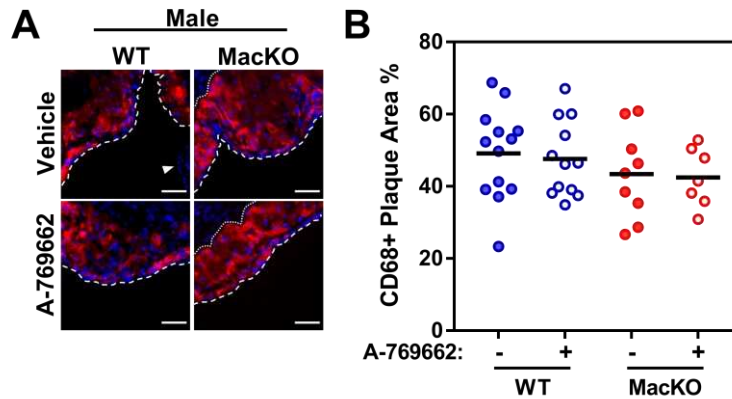 A
Male
WT MacKO
Vehicle
A-769662
B
CD68+ Plaque Area %
80
60
40
20
0
A-769662: - + - +
WT MacKO